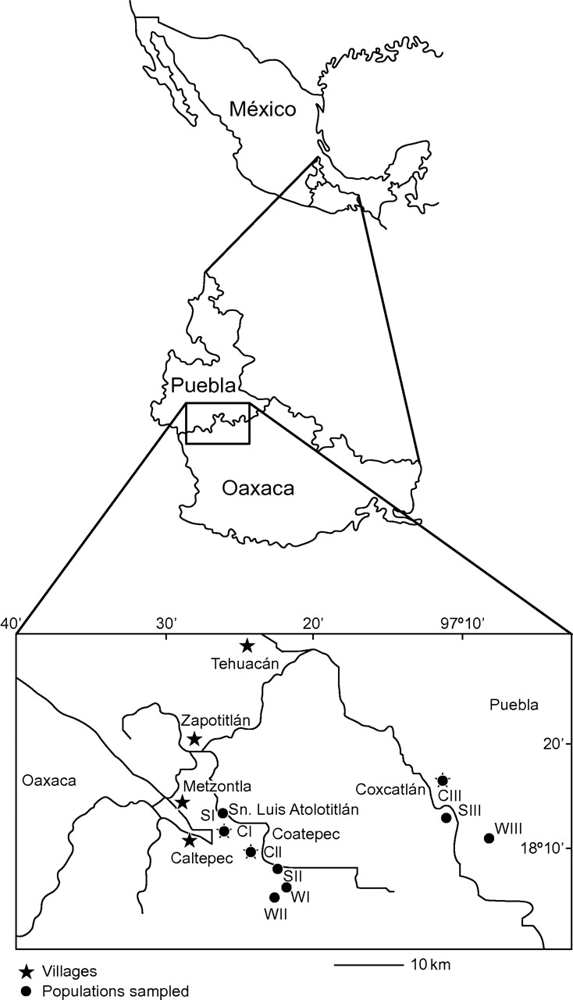 México
Puebla
Oaxaca
40’ 30’ 20’ 97º10’
Tehuacán
Puebla
Zapotitlán
20’
Oaxaca
Metzontla
Coxcatlán
CIII
SI Sn. Luis Atolotitlán
SIII
CI Coatepec
WIII
Caltepec
CII
18º10’
SII
WI
WII
Villages
10 km
Populations sampled